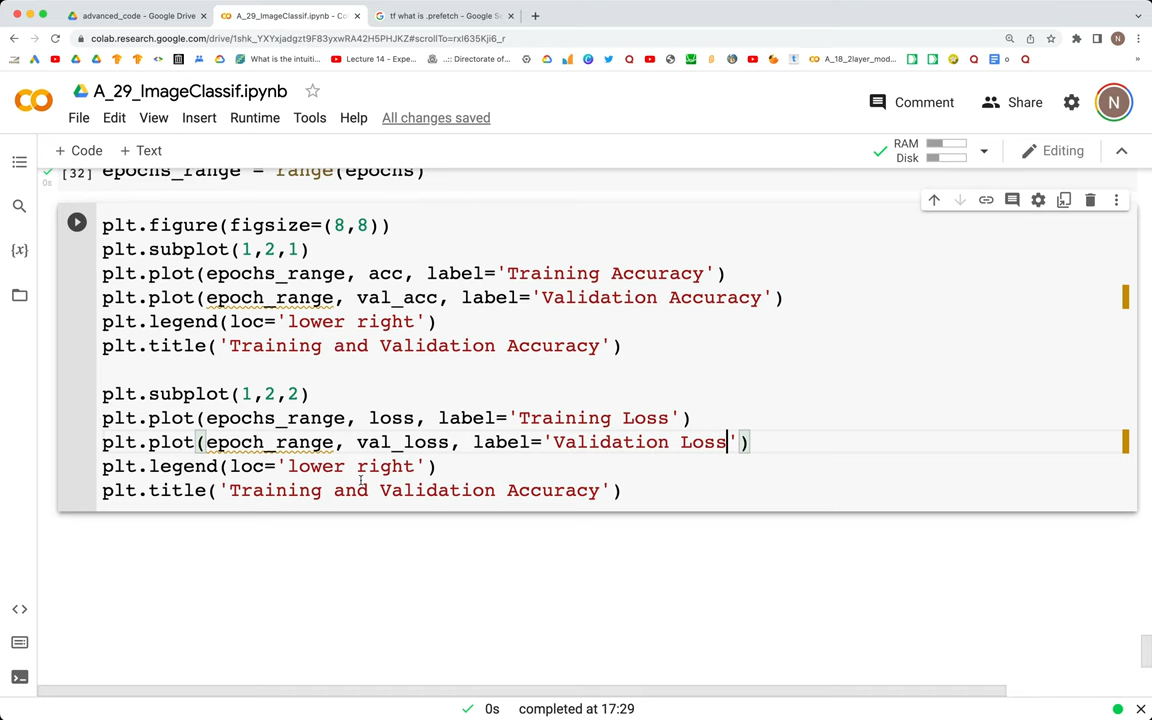 advanced_code - Google Drive
A_29_ImageClassif.ipynb - Co
tf what is .prefetch - Google S
colab.research.google.com/drive/1shk_YXYxjadgzt9F83yxwRA42H5PHJKZ#scrollTo=rxI635Kji6_r
N
What is the intuiti...
Lecture 14 - Expe...
..:: Directorate of...
A_18_2layer_mod...
A_29_ImageClassif.ipynb
Comment
Share
N
File Edit View Insert Runtime Tools Help All changes saved
+ Code + Text
RAM
Disk
Editing
[32] epochs_range = range(epochs)
0s
plt.figure(figsize=(8,8))
plt.subplot(1,2,1)
plt.plot(epochs_range, acc, label='Training Accuracy')
plt.plot(epoch_range, val_acc, label='Validation Accuracy')
plt.legend(loc='lower right')
plt.title('Training and Validation Accuracy')
plt.subplot(1,2,2)
plt.plot(epochs_range, loss, label='Training Loss')
plt.plot(epoch_range, val_loss, label='Validation Loss')
plt.legend(loc='lower right')
plt.title('Training and Validation Accuracy')
0s completed at 17:29